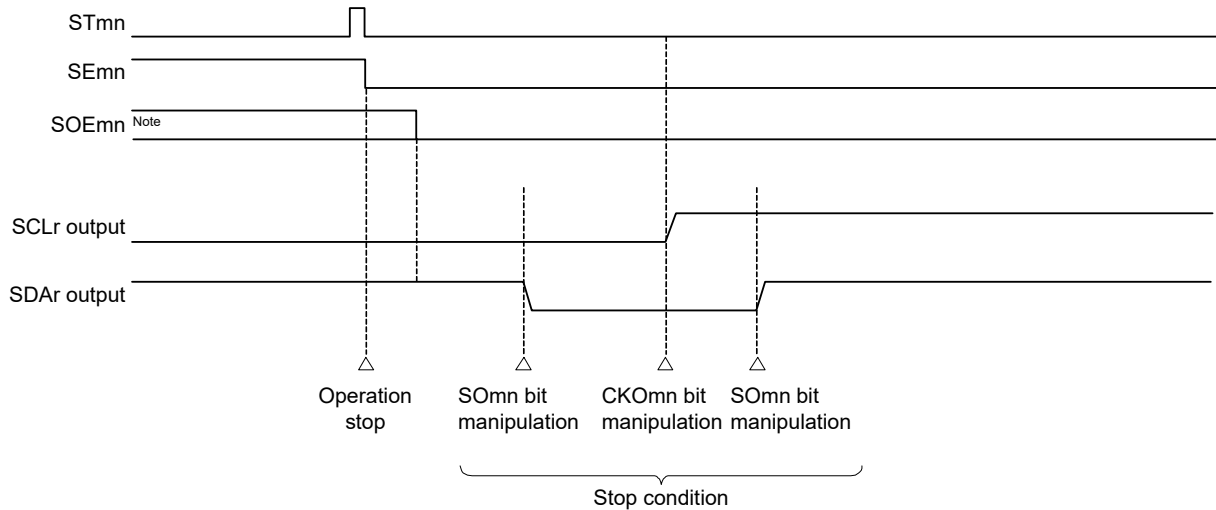 STmn
SEmn
SOEmn Note
SCLr output
SDAr output
Operation
stop
SOmn bit
manipulation
CKOmn bit
manipulation
SOmn bit
manipulation
Stop condition